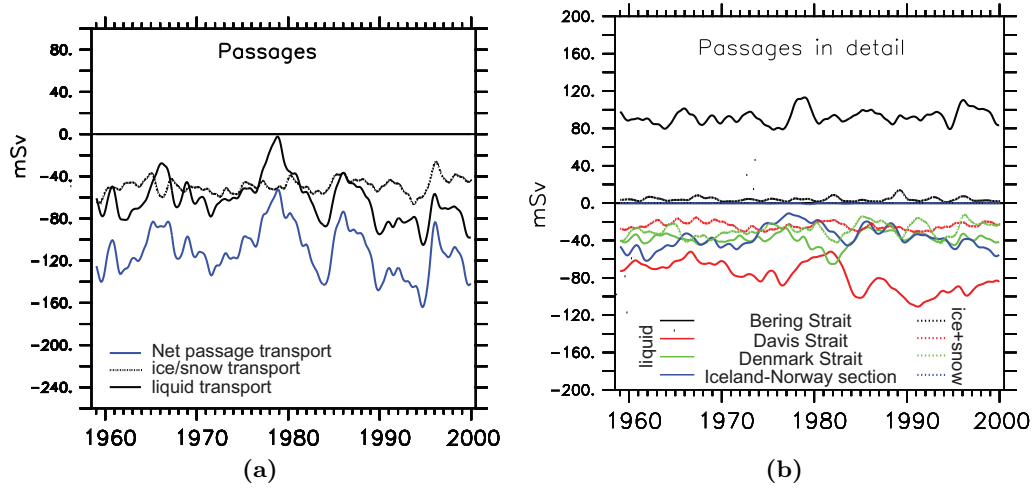 Passages
80.
40.
0.
-40.
-80.
-120.
-160.
-200.
-240.
mSv
1960 1970 1980 1990 2000
Net passage transport
ice/snow transport
liquid transport
(a)
Passages in detail
200.
160.
120.
80.
40.
0.
-40.
-80.
-120.
-160.
-200.
mSv
liquid
Bering Strait
Davis Strait
Denmark Strait
Iceland-Norway section
ice+snow
1960 1970 1980 1990 2000
(b)